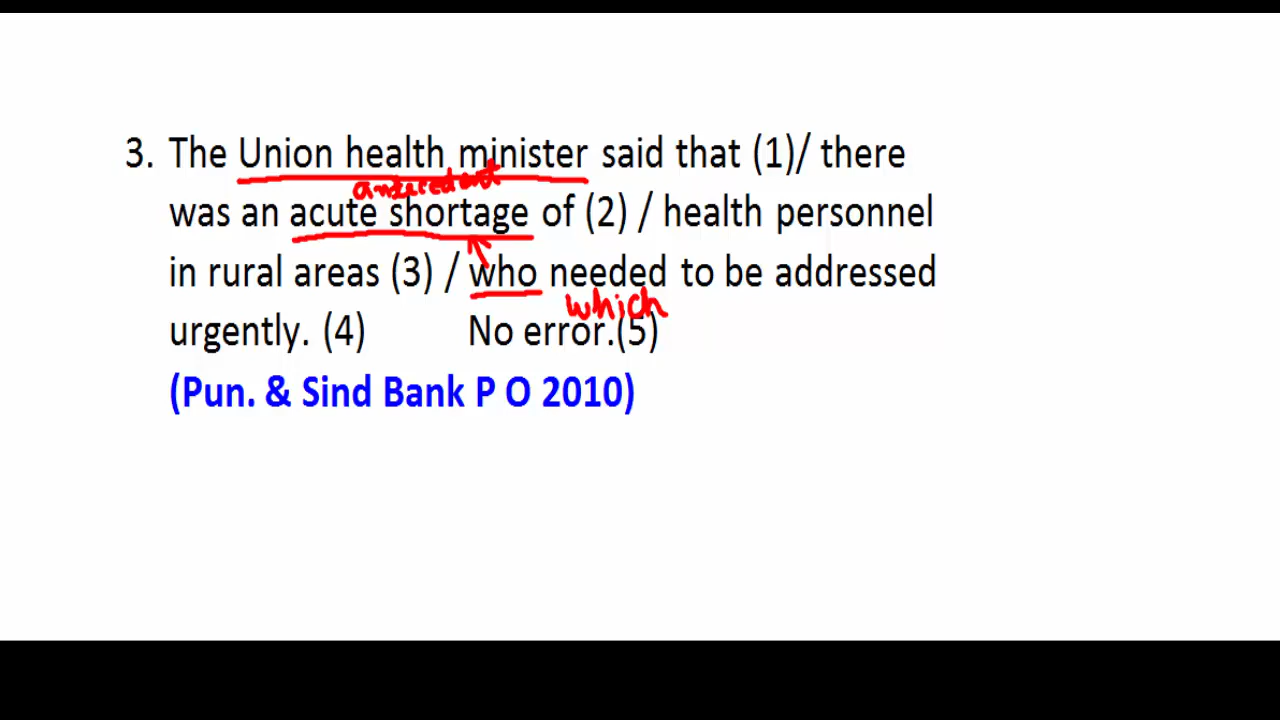 3. The Union health minister said that (1)/ there
antecedent
was an acute shortage of (2) / health personnel
in rural areas (3) / who needed to be addressed
which
urgently. (4) No error.(5)
(Pun. & Sind Bank P O 2010)